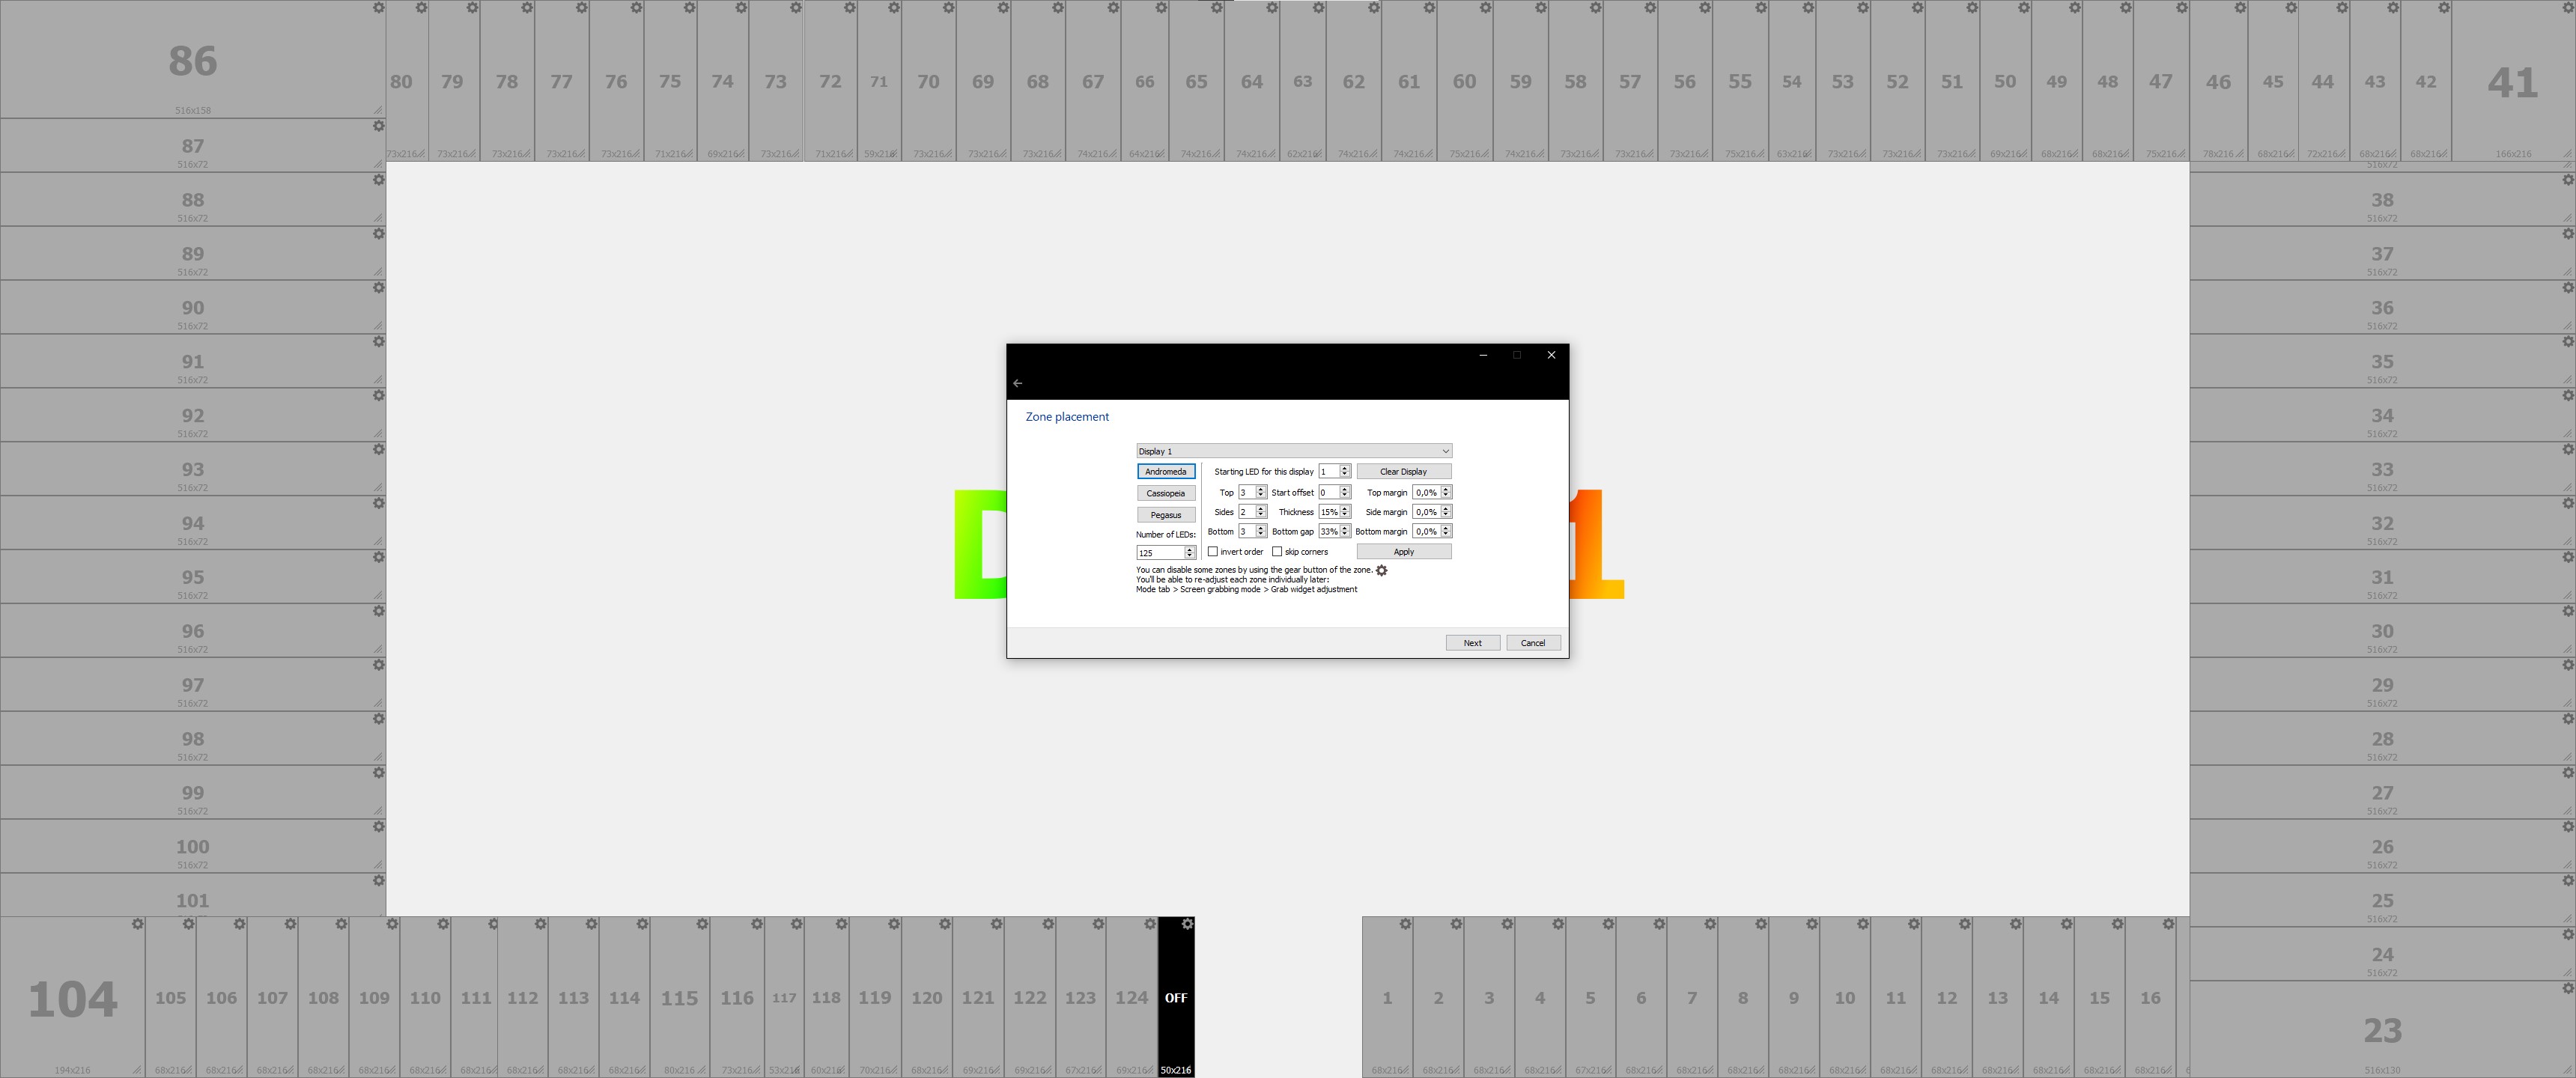 86
516x158
80 79 78 77 76 75 74 73 72 71 70 69 68 67 66 65 64 63 62 61 60 59 58 57 56 55 54 53 52 51 50 49 48 47 46 45 44 43 42 41
73x216 73x216 73x216 73x216 73x216 71x216 69x216 73x216 71x216 59x216 73x216 73x216 73x216 74x216 64x216 74x216 74x216 62x216 74x216 74x216 75x216 74x216 73x216 73x216 73x216 75x216 63x216 73x216 73x216 73x216 69x216 68x216 68x216 75x216 78x216 68x216 72x216 68x216 68x216 166x216
87
516x72
516x72
88
516x72
38
516x72
89
516x72
37
516x72
90
516x72
36
516x72
91
516x72
35
516x72
92
516x72
34
516x72
93
516x72
33
516x72
94
516x72
32
516x72
95
516x72
31
516x72
96
516x72
30
516x72
97
516x72
29
516x72
98
516x72
28
516x72
99
516x72
27
516x72
100
516x72
26
516x72
101
25
516x72
24
516x72
23
516x130
D 1
Zone placement
Display 1
Andromeda
Cassiopeia
Pegasus
Number of LEDs:
125
Starting LED for this display 1 Clear Display
Top 3 Start offset 0 Top margin 0,0%
Sides 2 Thickness 15% Side margin 0,0%
Bottom 3 Bottom gap 33% Bottom margin 0,0%
invert order skip corners Apply
You can disable some zones by using the gear button of the zone.
You'll be able to re-adjust each zone individually later:
Mode tab > Screen grabbing mode > Grab widget adjustment
Next Cancel
104 105 106 107 108 109 110 111 112 113 114 115 116 117 118 119 120 121 122 123 124 OFF
194x216 68x216 68x216 68x216 68x216 68x216 68x216 68x216 68x216 68x216 68x216 80x216 73x216 53x216 60x216 70x216 68x216 69x216 69x216 67x216 69x216 50x216
1 2 3 4 5 6 7 8 9 10 11 12 13 14 15 16
68x216 68x216 68x216 68x216 67x216 68x216 68x216 68x216 68x216 68x216 68x216 68x216 68x216 68x216 68x216 68x216